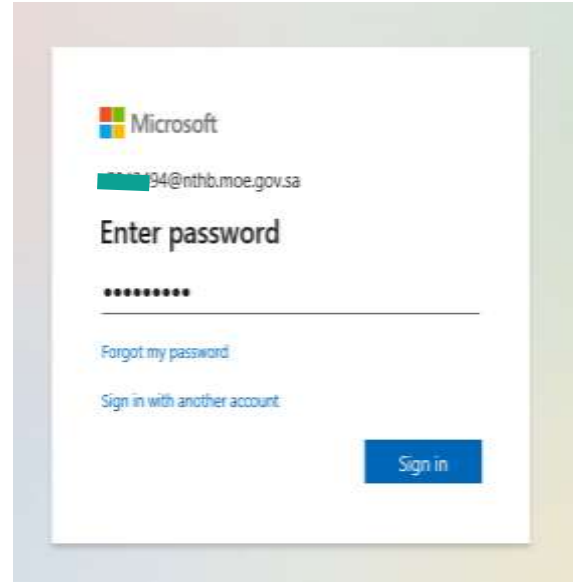 Microsoft
94@nthb.moe.gov.sa
Enter password
•••••••••
Forgot my password
Sign in with another account
Sign in